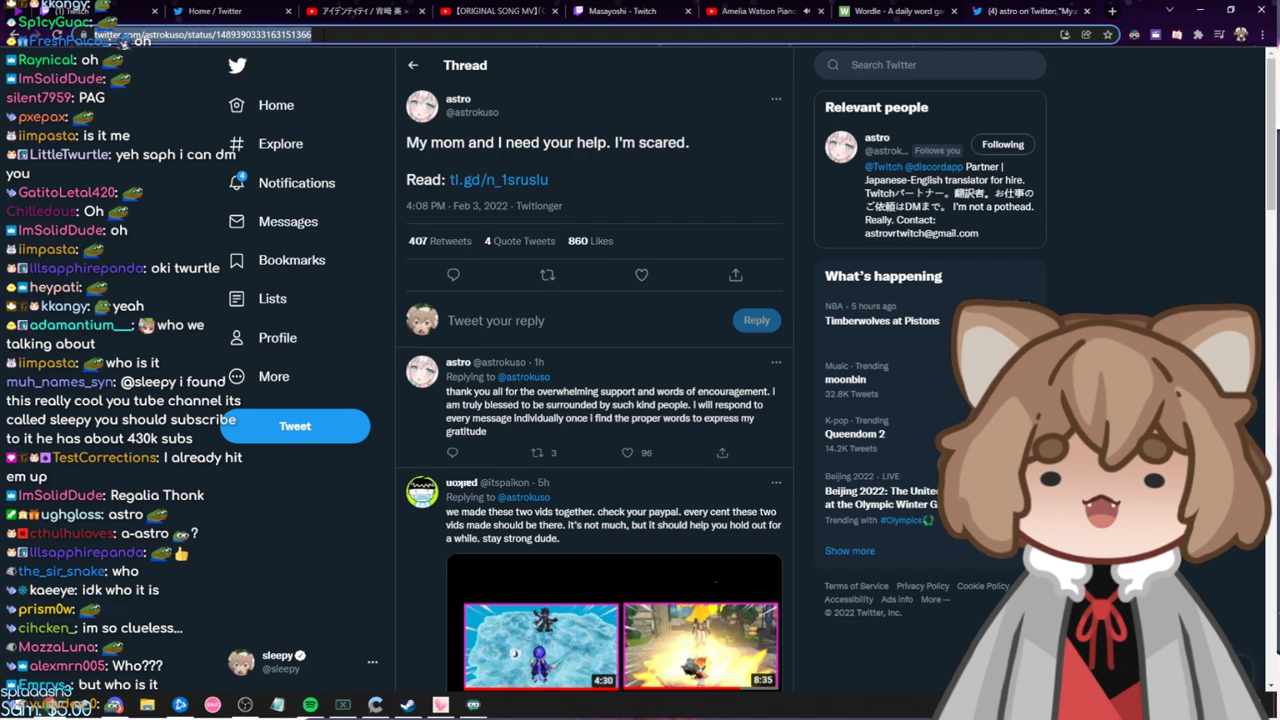 Twitch
Home / Twitter
アイデンティティ / 宵崎 奏
【ORIGINAL SONG MV】
Masayoshi - Twitch
Amelia Watson Piano
Wordle - A daily word ga
(4) astro on Twitter: "My
twitter.com/astrokuso/status/1489390333163151366
Sp1cyGuac:
FreshFalco: oh
Raynical: oh
ImSolidDude:
silent7959: PAG
pxepax:
iimpasta: is it me
LittleTwurtle: yeh saph i can dm
you
GatitoLetal420:
Chilledous: Oh
ImSolidDude: oh
iimpasta:
lllsapphirepanda: oki twurtle
heypati:
kkangy: yeah
adamantium___: who we
talking about
iimpasta: who is it
muh_names_syn: @sleepy i found
this really cool you tube channel its
called sleepy you should subscribe
to it he has about 430k subs
TestCorrections: I already hit
em up
ImSolidDude: Regalia Thonk
ughgloss: astro
cthulhuloves: a-astro ?
lllsapphirepanda:
the_sir_snake: who
kaeeye: idk who it is
prism0w:
cihcken_: im so clueless...
MozzaLuna:
alexmrn005: Who???
Emrrys: but who is it
Home
Explore
4
Notifications
Messages
Bookmarks
Lists
Profile
More
Tweet
sleepy
@sleepy
Thread
astro
@astrokuso
My mom and I need your help. I'm scared.
Read: tl.gd/n_1sruslu
4:08 PM · Feb 3, 2022 · Twitlonger
407 Retweets 4 Quote Tweets 860 Likes
Tweet your reply
Reply
astro @astrokuso · 1h
Replying to @astrokuso
thank you all for the overwhelming support and words of encouragement. i
am truly blessed to be surrounded by such kind people. i will respond to
every message individually once i find the proper words to express my
gratitude
3 96
@itspaikon · 5h
Replying to @astrokuso
we made these two vids together. check your paypal. every cent these two
vids made should be there. it's not much, but it should help you hold out for
a while. stay strong dude.
4:30
8:35
Search Twitter
Relevant people
astro
@astrok... Follows you
Following
@Twitch @discordapp Partner |
Japanese-English translator for hire.
Twitchパートナー。翻訳者。お仕事の
ご依頼はDMまで。 I'm not a pothead.
Really. Contact:
astrovrtwitch@gmail.com
What's happening
NBA · 5 hours ago
Timberwolves at Pistons
Music · Trending
moonbin
32.8K Tweets
K-pop · Trending
Queendom 2
14.2K Tweets
Beijing 2022 · LIVE
Beijing 2022: The Unite
at the Olympic Winter G
Trending with #Olympics
Show more
Terms of Service Privacy Policy Cookie Policy
Accessibility Ads info More ···
© 2022 Twitter, Inc.